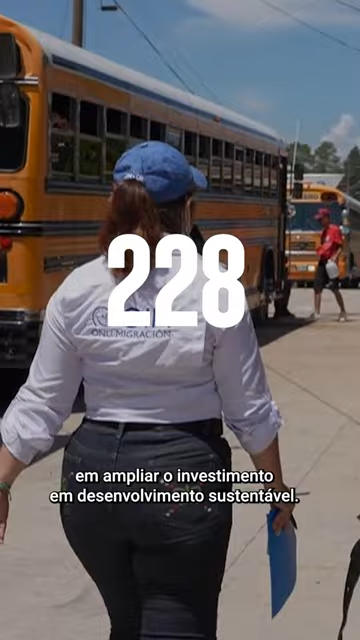 228
ONU MIGRACIÓN
em ampliar o investimento
em desenvolvimento sustentável.